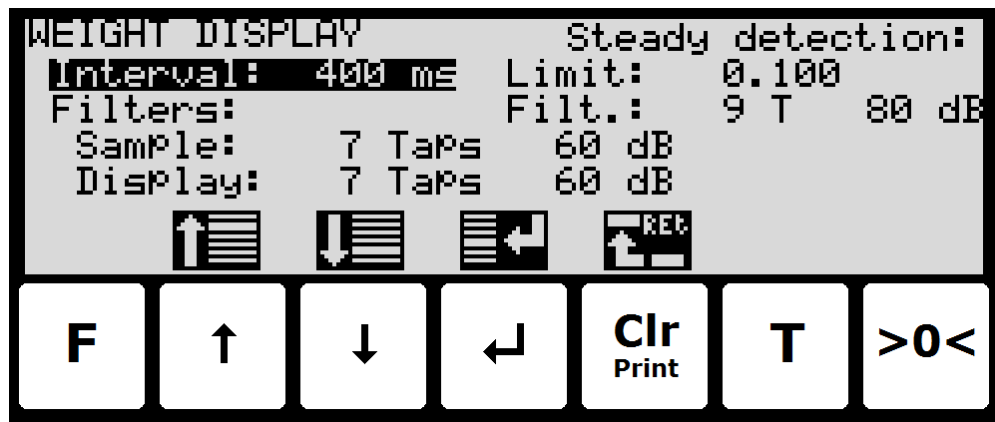 WEIGHT DISPLAY Steady detection:
Interval: 400 ms Limit: 0.100
Filters: Filt.: 9 T 80 dB
Sample: 7 Taps 60 dB
Display: 7 Taps 60 dB
REt
F ↑ ↓ ↵ Clr T >0<
Print